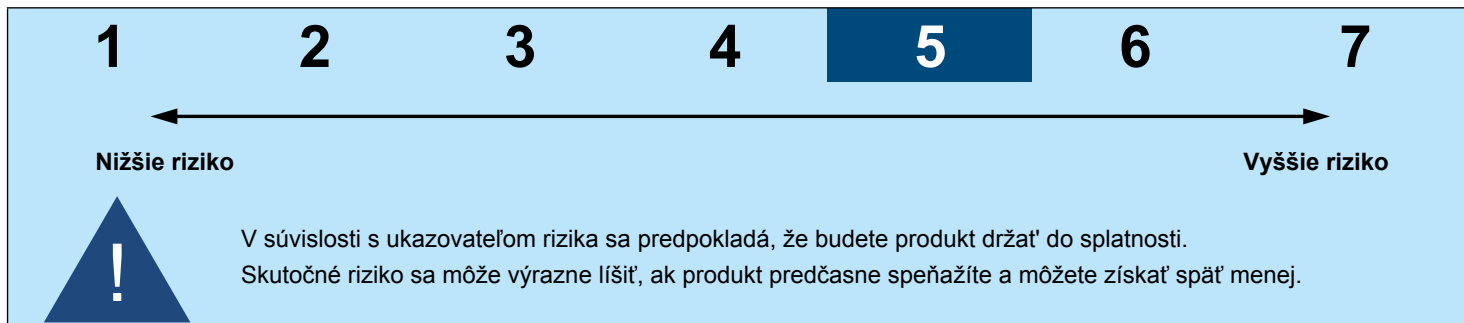 1 2 3 4 5 6 7
Nižšie riziko Vyššie riziko
!
V súvislosti s ukazovateľom rizika sa predpokladá, že budete produkt držat' do splatnosti.
Skutočné riziko sa môže výrazne líšiť, ak produkt predčasne speňažíte a môžete získať späť menej.